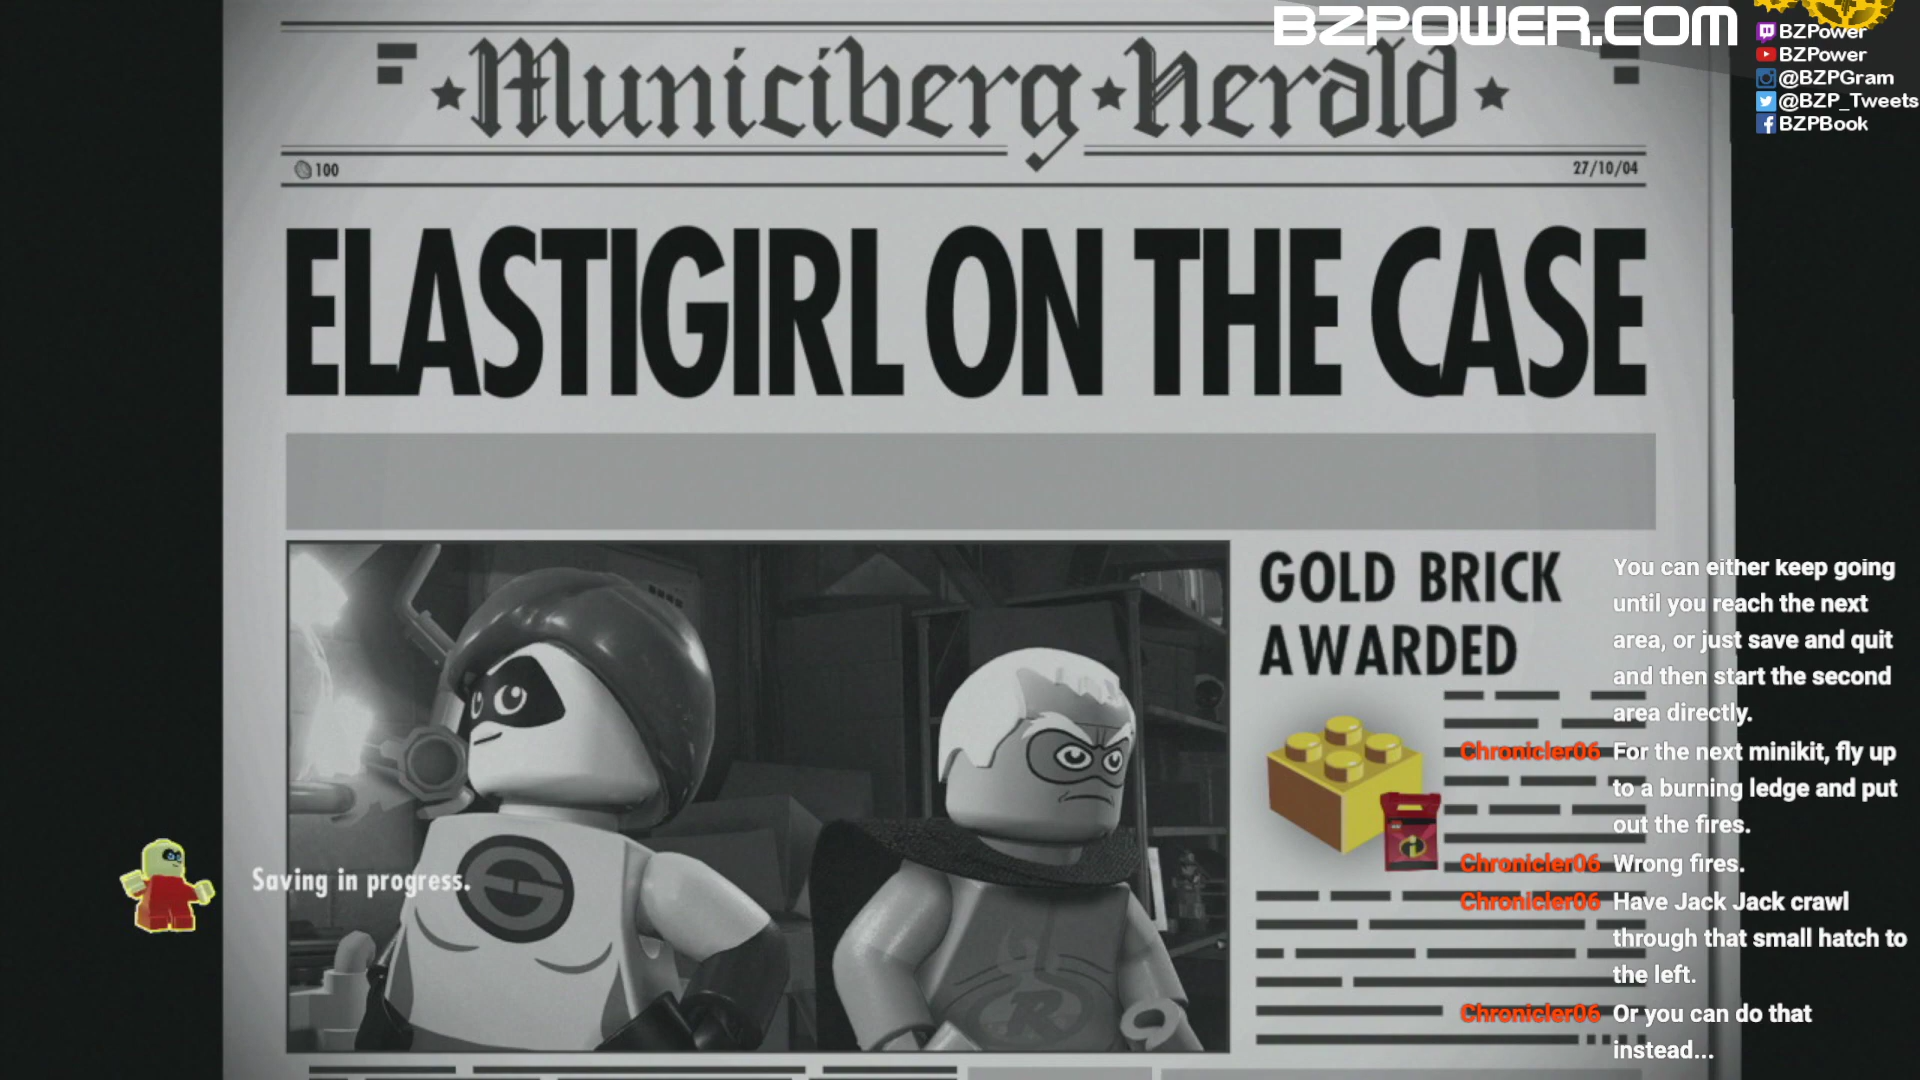 BZPOWER.COM
BZPower
BZPower
@BZPGram
@BZP_Tweets
BZPBook
Municiberg Herald
100
27/10/04
ELASTIGIRL ON THE CASE
GOLD BRICK
AWARDED
G
R
i
Saving in progress.
You can either keep going
until you reach the next
area, or just save and quit
and then start the second
area directly.
Chronicler06 For the next minikit, fly up
to a burning ledge and put
out the fires.
Chronicler06 Wrong fires.
Chronicler06 Have Jack Jack crawl
through that small hatch to
the left.
Chronicler06 Or you can do that
instead...